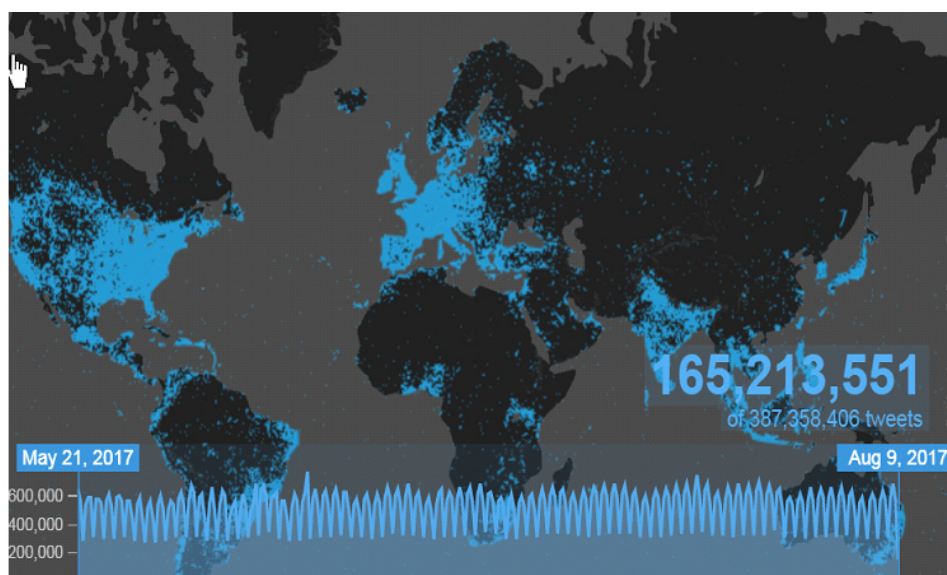 165,213,551
of 387,358,406 tweets
May 21, 2017
Aug 9, 2017
600,000
400,000
200,000